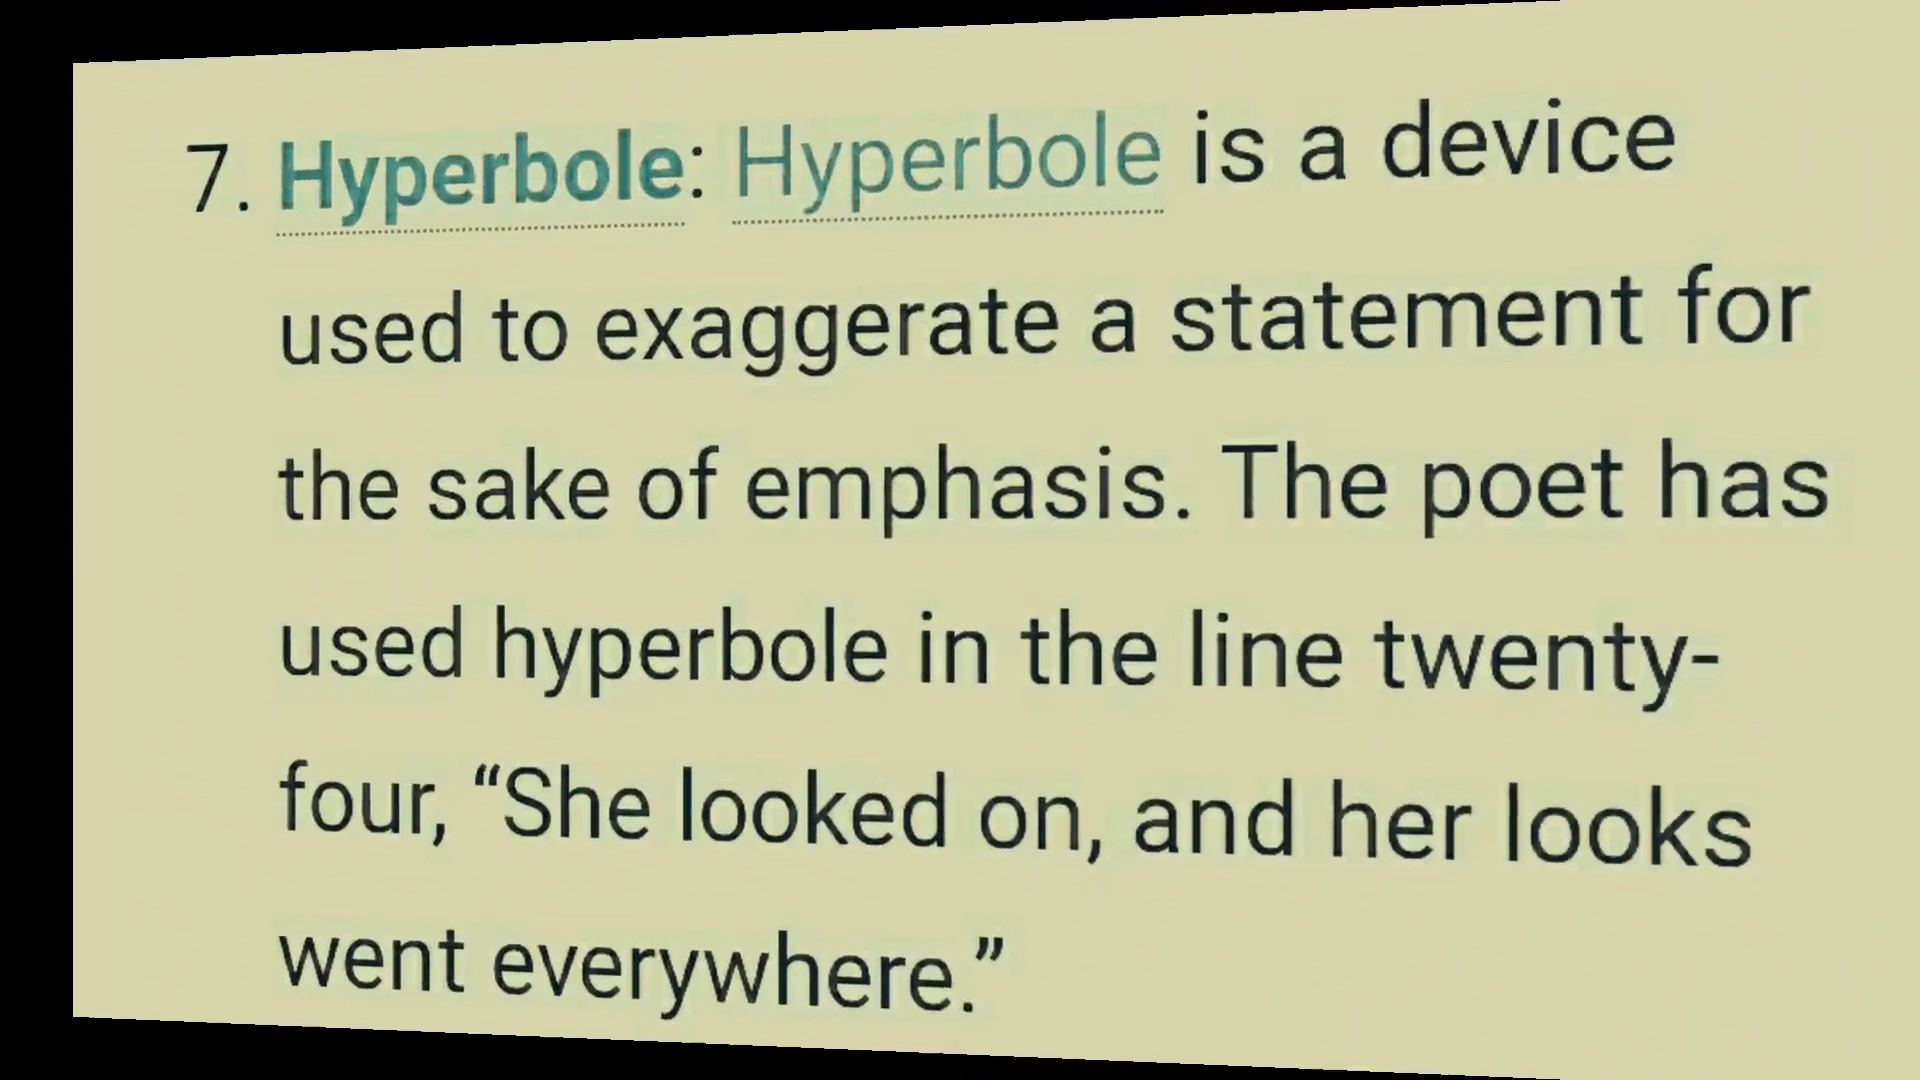 7. Hyperbole: Hyperbole is a device
used to exaggerate a statement for
the sake of emphasis. The poet has
used hyperbole in the line twenty-
four, “She looked on, and her looks
went everywhere.”